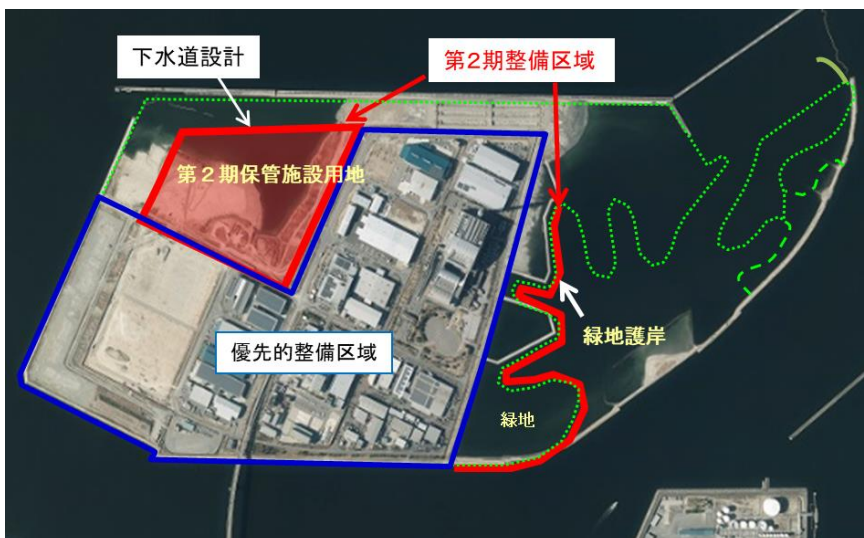 下水道設計
第2期整備区域
第２期保管施設用地
優先的整備区域
緑地護岸
緑地